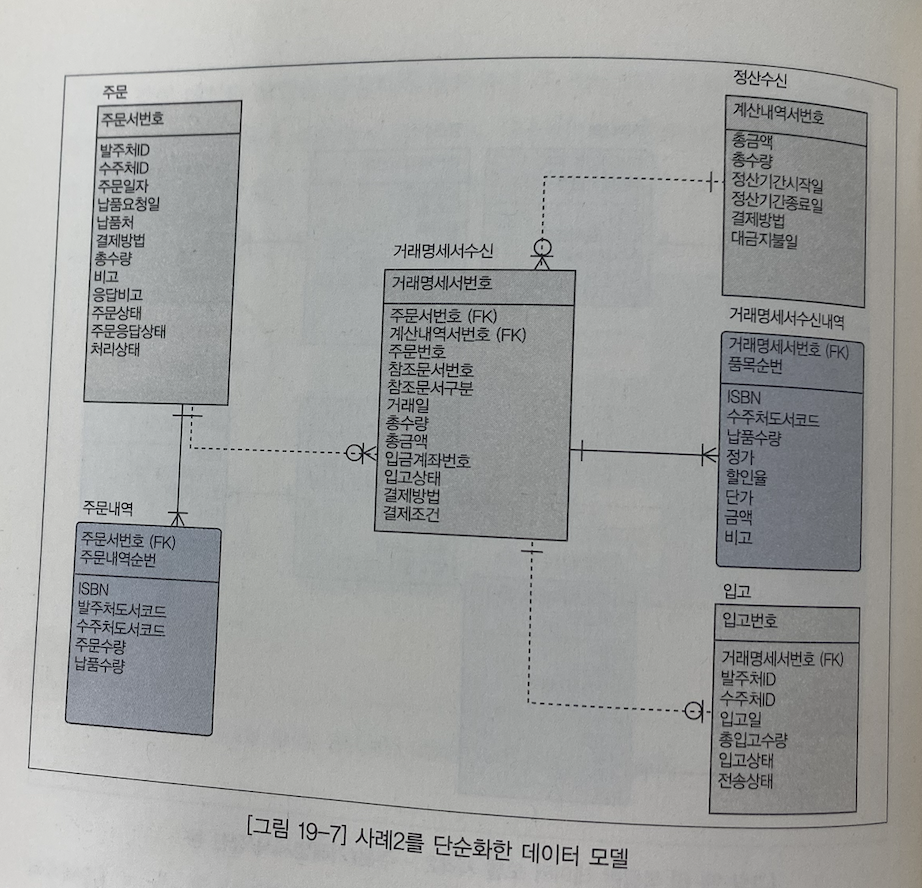 주문
주문서번호
발주처ID
수주처ID
주문일자
납품요청일
납품처
결제방법
총수량
비고
응답비고
주문상태
주문응답상태
처리상태
주문내역
주문서번호 (FK)
주문내역순번
ISBN
발주처도서코드
수주처도서코드
주문수량
납품수량
거래명세서수신
거래명세서번호
주문서번호 (FK)
계산내역서번호 (FK)
주문번호
참조문서번호
참조문서구분
거래일
총수량
총금액
입금계좌번호
입고상태
결제방법
결제조건
정산수신
계산내역서번호
총금액
총수량
정산기간시작일
정산기간종료일
결제방법
대금지불일
거래명세서수신내역
거래명세서번호 (FK)
품목순번
ISBN
수주처도서코드
납품수량
정가
할인율
단가
금액
비고
입고
입고번호
거래명세서번호 (FK)
발주처ID
수주처ID
입고일
총입고수량
입고상태
전송상태
[그림 19-7] 사례2를 단순화한 데이터 모델